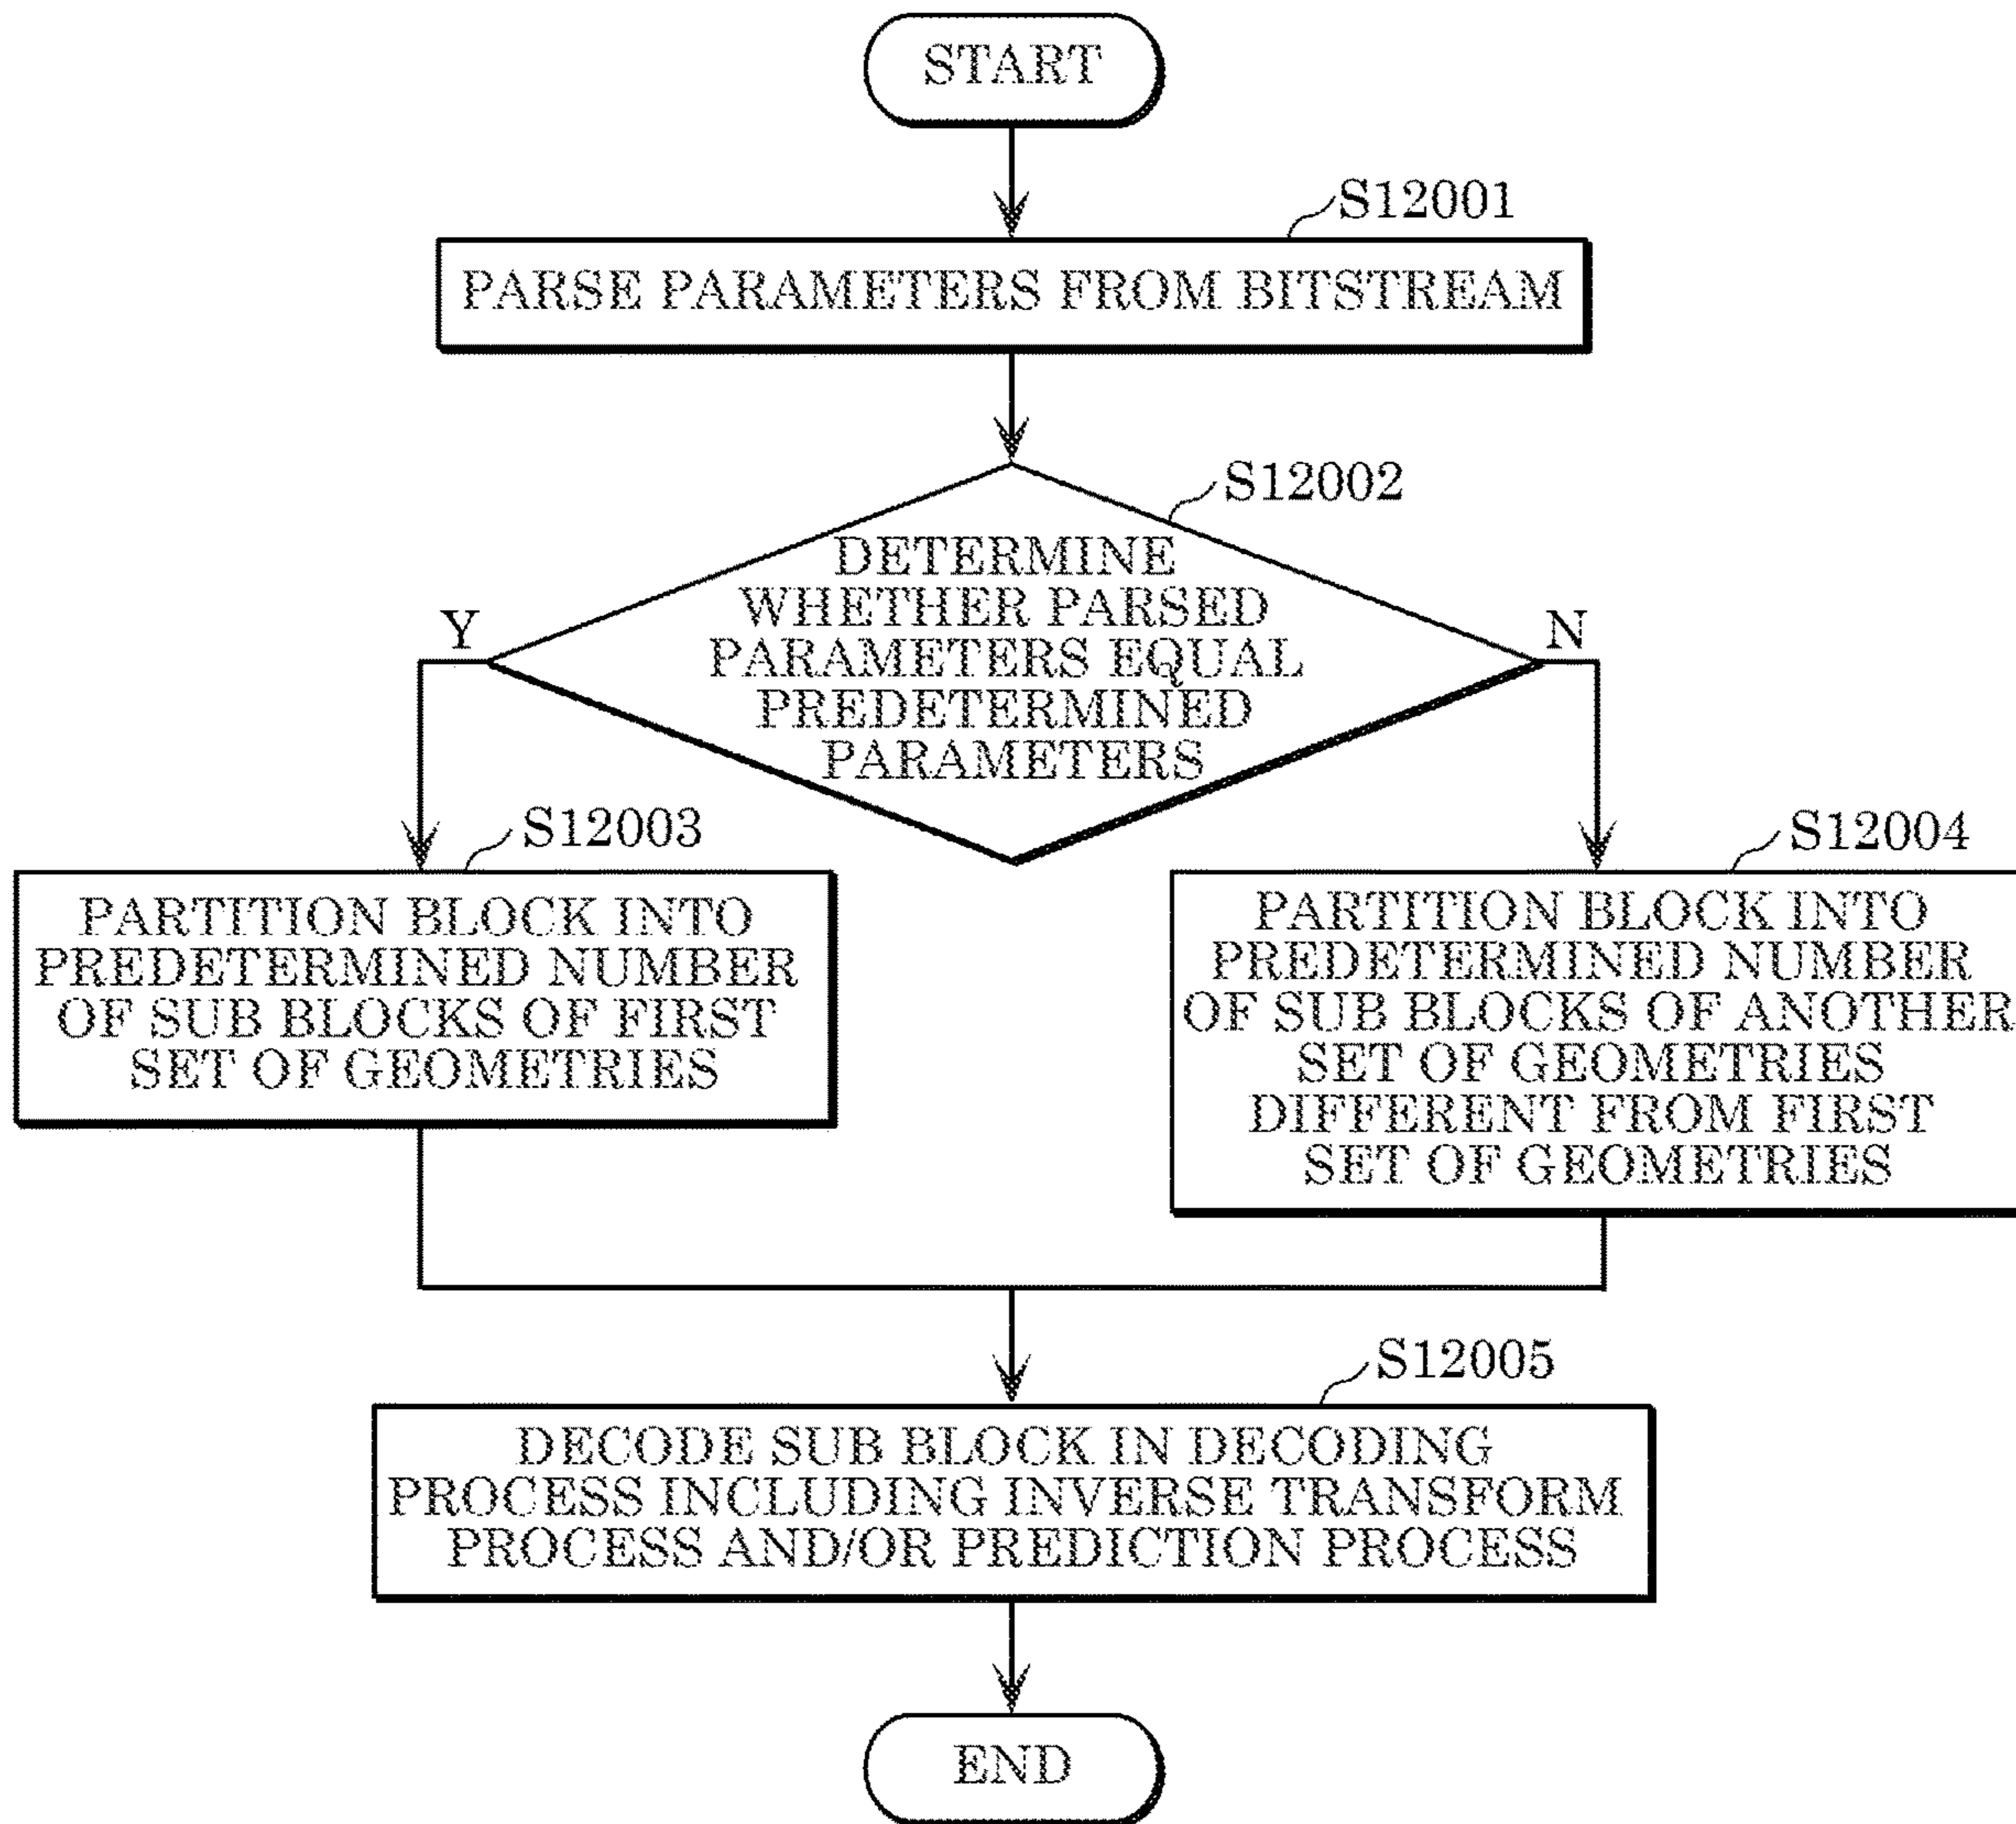 START
S12001
PARSE PARAMETERS FROM BITSTREAM
S12002
DETERMINE
WHETHER PARSED
PARAMETERS EQUAL
PREDETERMINED
PARAMETERS
Y
N
S12003
PARTITION BLOCK INTO
PREDETERMINED NUMBER
OF SUB BLOCKS OF FIRST
SET OF GEOMETRIES
S12004
PARTITION BLOCK INTO
PREDETERMINED NUMBER
OF SUB BLOCKS OF ANOTHER
SET OF GEOMETRIES
DIFFERENT FROM FIRST
SET OF GEOMETRIES
S12005
DECODE SUB BLOCK IN DECODING
PROCESS INCLUDING INVERSE TRANSFORM
PROCESS AND/OR PREDICTION PROCESS
END